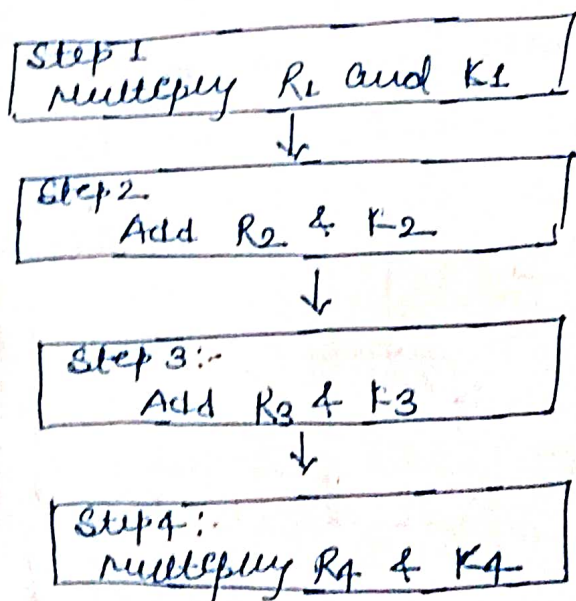 Step 1
Multiply R1 and K1
Step 2
Add R2 & K2
Step 3:-
Add R3 & K3
Step 4:-
Multiply R4 & K4